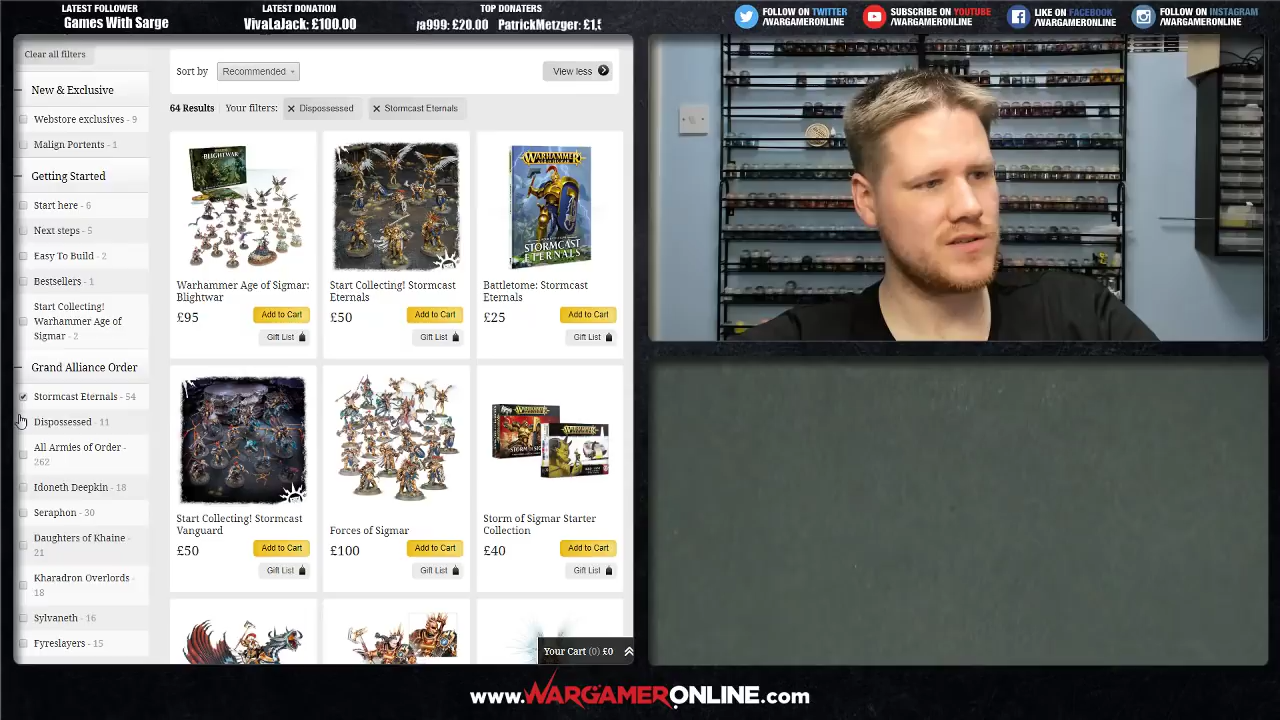 LATEST FOLLOWER
Games With Sarge
LATEST DONATION
VivaLaJack: £100.00
TOP DONATERS
a999: £20.00 PatrickMetzger: £1
FOLLOW ON TWITTER
/WARGAMERONLINE
SUBSCRIBE ON YOUTUBE
/WARGAMERONLINE
LIKE ON FACEBOOK
/WARGAMERONLINE
FOLLOW ON INSTAGRAM
/WARGAMERONLINE
Clear all filters
New & Exclus
Webstore exclusives - 9
Malign Portents - 1
Getting Started
Start here - 6
Next steps - 5
Easy To Build - 2
Bestsellers - 1
Start Collecting!
Warhammer Age of
Sigmar - 2
Grand Alliance Order
Stormcast Eternals - 54
Dispossessed 11
All Armies of Order -
262
Idoneth Deepkin - 18
Seraphon - 30
Daughters of Khaine -
21
Kharadron Overlords -
18
Sylvaneth - 16
Fyreslayers - 15
Sort by Recommended
View less
64 Results Your filters: Dispossessed Stormcast Eternals
BLIGHTWAR
Warhammer Age of Sigmar:
Blightwar
£95 Add to Cart
Gift List
Start Collecting! Stormcast
Eternals
£50 Add to Cart
Gift List
WARHAMMER
STORMCAST
ETERNALS
Battletome: Stormcast
Eternals
£25 Add to Cart
Gift List
Start Collecting! Stormcast
Vanguard
£50 Add to Cart
Gift List
Forces of Sigmar
£100 Add to Cart
Gift List
Storm of Sigmar Starter
Collection
£40 Add to Cart
Gift List
Your Cart (0) £0
www.WARGAMERONLINE.com